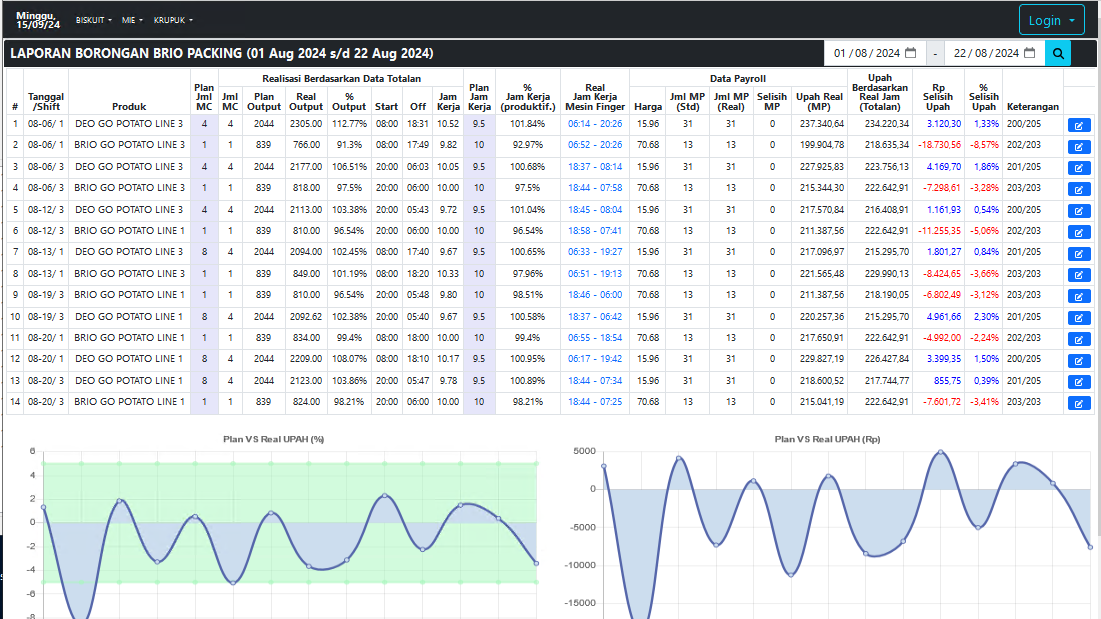 Minggu, 15/09/24 BISKUIT MIE KRUPUK Login
LAPORAN BORONGAN BRIO PACKING (01 Aug 2024 s/d 22 Aug 2024) 01/08/2024 - 22/08/2024
# Tanggal /Shift Produk Plan Jml MC Realisasi Berdasarkan Data Totalan Jml MC Plan Output Real Output % Output Start Off Jam Kerja Plan Jam Kerja % Jam Kerja (produktif.) Real Jam Kerja Mesin Finger Data Payroll Harga Jml MP (Std) Jml MP (Real) Selisih MP Upah Real (MP) Upah Berdasarkan Real Jam (Totalan) Rp Selisih Upah % Selisih Upah Keterangan
1 08-06/ 1 DEO GO POTATO LINE 3 4 4 2044 2305.00 112.77% 08:00 18:31 10.52 9.5 101.84% 06:14 - 20:26 15.96 31 31 0 237.340,64 234.220,34 3.120,30 1,33% 200/205
2 08-06/ 1 BRIO GO POTATO LINE 3 1 1 839 766.00 91.3% 08:00 17:49 9.82 10 92.97% 06:52 - 20:26 70.68 13 13 0 199.904,78 218.635,34 -18.730,56 -8,57% 202/203
3 08-06/ 3 DEO GO POTATO LINE 3 4 4 2044 2177.00 106.51% 20:00 06:03 10.05 9.5 100.68% 18:37 - 08:14 15.96 31 31 0 227.925,83 223.756,13 4.169,70 1,86% 201/205
4 08-06/ 3 BRIO GO POTATO LINE 3 1 1 839 818.00 97.5% 20:00 06:00 10.00 10 97.5% 18:44 - 07:58 70.68 13 13 0 215.344,30 222.642,91 -7.298,61 -3,28% 203/203
5 08-12/ 3 DEO GO POTATO LINE 3 4 4 2044 2113.00 103.38% 20:00 05:43 9.72 9.5 101.04% 18:45 - 08:04 15.96 31 31 0 217.570,84 216.408,91 1.161,93 0,54% 200/205
6 08-12/ 3 BRIO GO POTATO LINE 1 1 1 839 810.00 96.54% 20:00 06:00 10.00 10 96.54% 18:58 - 07:41 70.68 13 13 0 211.387,56 222.642,91 -11.255,35 -5,06% 202/203
7 08-13/ 1 DEO GO POTATO LINE 3 8 4 2044 2094.00 102.45% 08:00 17:40 9.67 9.5 100.65% 06:33 - 19:27 15.96 31 31 0 217.096,97 215.295,70 1.801,27 0,84% 201/205
8 08-13/ 1 BRIO GO POTATO LINE 3 1 1 839 849.00 101.19% 08:00 18:20 10.33 10 97.96% 06:51 - 19:13 70.68 13 13 0 221.565,48 229.990,13 -8.424,65 -3,66% 203/203
9 08-19/ 3 BRIO GO POTATO LINE 1 1 1 839 810.00 96.54% 20:00 05:48 9.80 10 98.51% 18:46 - 06:00 70.68 13 13 0 211.387,56 218.190,05 -6.802,49 -3,12% 203/203
10 08-19/ 3 DEO GO POTATO LINE 1 8 4 2044 2092.62 102.38% 20:00 05:40 9.67 9.5 100.58% 18:37 - 06:42 15.96 31 31 0 220.257,36 215.295,70 4.961,66 2,30% 201/205
11 08-20/ 1 BRIO GO POTATO LINE 1 1 1 839 834.00 99.4% 08:00 18:00 10.00 10 99.4% 06:55 - 18:54 70.68 13 13 0 217.650,91 222.642,91 -4.992,00 -2,24% 202/203
12 08-20/ 1 DEO GO POTATO LINE 1 8 4 2044 2209.00 108.07% 08:00 18:10 10.17 9.5 100.95% 06:17 - 19:42 15.96 31 31 0 229.827,19 226.427,84 3.399,35 1,50% 200/205
13 08-20/ 3 DEO GO POTATO LINE 1 8 4 2044 2123.00 103.86% 20:00 05:47 9.78 9.5 100.89% 18:44 - 07:34 15.96 31 31 0 218.600,52 217.744,77 855,75 0,39% 201/205
14 08-20/ 3 BRIO GO POTATO LINE 1 1 1 839 824.00 98.21% 20:00 06:00 10.00 10 98.21% 18:44 - 07:25 70.68 13 13 0 215.041,19 222.642,91 -7.601,72 -3,41% 203/203
Plan VS Real UPAH (%)
6
4
2
0
-2
-4
-6
-8
Plan VS Real UPAH (Rp)
5000
0
-5000
-10000
-15000